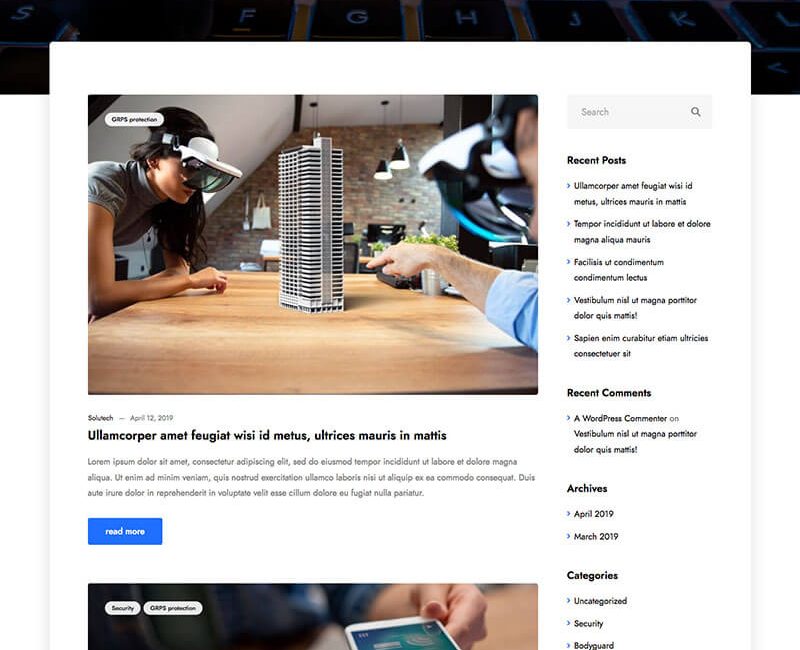 S F G H J K L
<
GRPS protection
Solutech — April 12, 2019
Ullamcorper amet feugiat wisi id metus, ultrices mauris in mattis
Lorem ipsum dolor sit amet, consectetur adipiscing elit, sed do eiusmod tempor incididunt ut labore et dolore magna
aliqua. Ut enim ad minim veniam, quis nostrud exercitation ullamco laboris nisi ut aliquip ex ea commodo consequat. Duis
aute irure dolor in reprehenderit in voluptate velit esse cillum dolore eu fugiat nulla pariatur.
read more
Security GRPS protection
Search
Recent Posts
Ullamcorper amet feugiat wisi id
metus, ultrices mauris in mattis
Tempor incididunt ut labore et dolore
magna aliqua mauris
Facilisis ut condimentum
condimentum lectus
Vestibulum nisl ut magna porttitor
dolor quis mattis!
Sapien enim curabitur etiam ultricies
consectetuer sit
Recent Comments
A WordPress Commenter on
Vestibulum nisl ut magna porttitor
dolor quis mattis!
Archives
April 2019
March 2019
Categories
Uncategorized
Security
Bodyguard